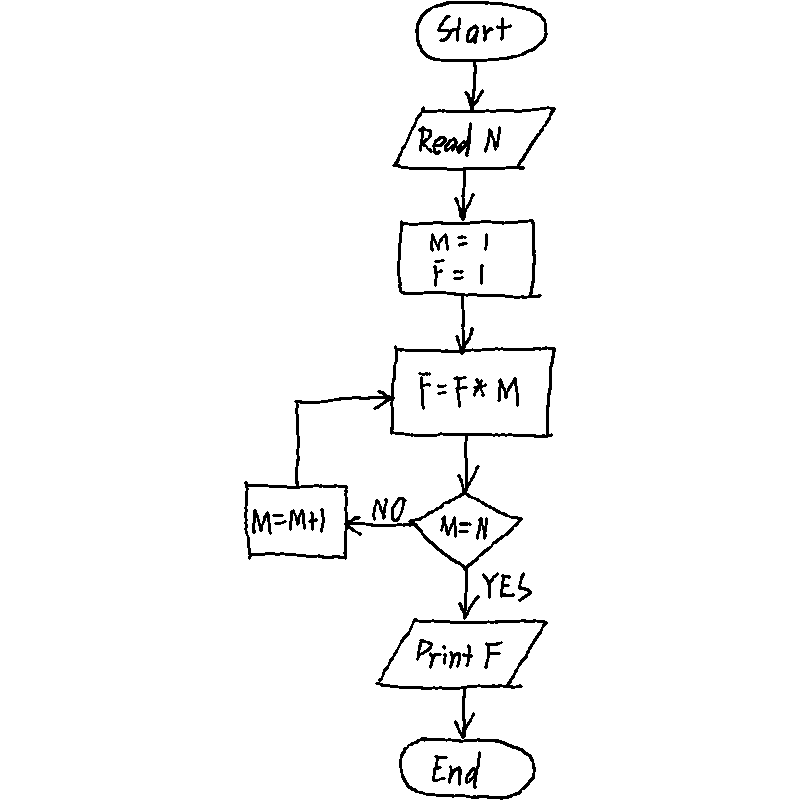 Start
Read N
M = 1
F = 1
F=F* M
M=M+1
NO
M=N
YES
Print F
End